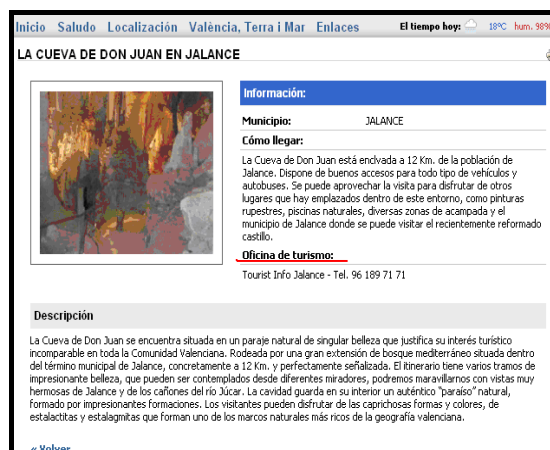 Inicio Saludo Localización València, Terra i Mar Enlaces El tiempo hoy: 18ºC hum. 98%
LA CUEVA DE DON JUAN EN JALANCE
Información:
Municipio: JALANCE
Cómo llegar:
La Cueva de Don Juan está enclvada a 12 Km. de la población de
Jalance. Dispone de buenos accesos para todo tipo de vehículos y
autobuses. Se puede aprovechar la visita para disfrutar de otros
lugares que hay emplazados dentro de este entorno, como pinturas
rupestres, piscinas naturales, diversas zonas de acampada y el
municipio de Jalance donde se puede visitar el recientemente reformado
castillo.
Oficina de turismo:
Tourist Info Jalance - Tel. 96 189 71 71
Descripción
La Cueva de Don Juan se encuentra situada en un paraje natural de singular belleza que justifica su interés turístico
incomparable en toda la Comunidad Valenciana. Rodeada por una gran extensión de bosque mediterráneo situada dentro
del término municipal de Jalance, concretamente a 12 Km. y perfectamente señalizada. El itinerario tiene varios tramos de
impresionante belleza, que pueden ser contemplados desde diferentes miradores, podremos maravillarnos con vistas muy
hermosas de Jalance y de los cañones del río Júcar. La cavidad guarda en su interior un auténtico "paraíso" natural,
formado por impresionantes formaciones. Los visitantes pueden disfrutar de las caprichosas formas y colores, de
estalactitas y estalagmitas que forman uno de los marcos naturales más ricos de la geografía valenciana.
« Volver